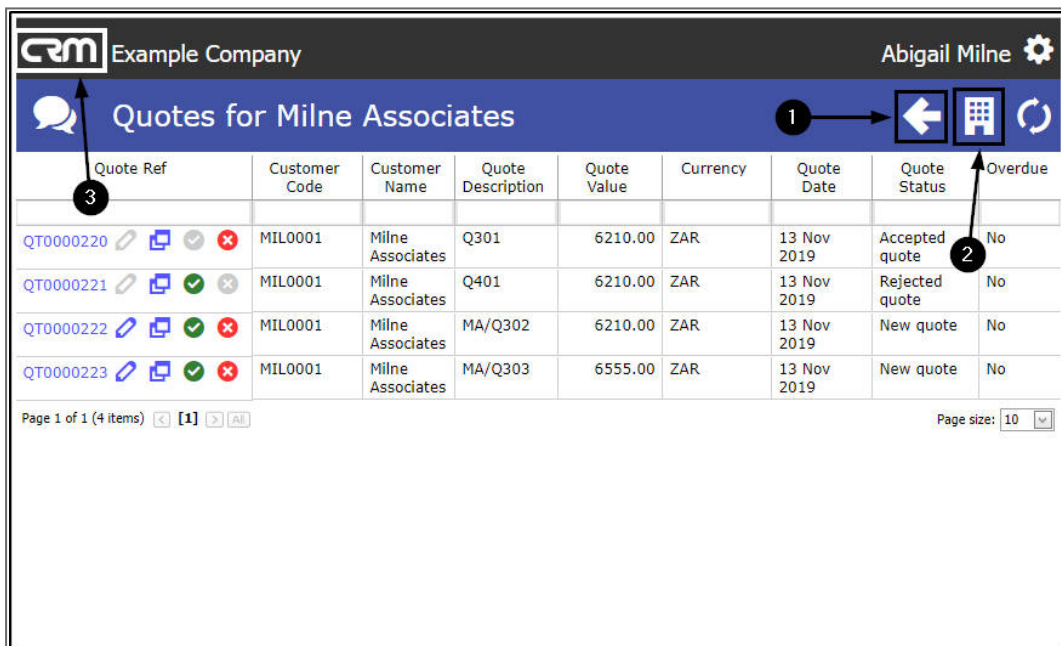 CRM Example Company Abigail Milne
Quotes for Milne Associates
1
Quote Ref Customer Code Customer Name Quote Description Quote Value Currency Quote Date Quote Status Overdue
3
2
QT0000220 MIL0001 Milne Associates Q301 6210.00 ZAR 13 Nov 2019 Accepted quote No
QT0000221 MIL0001 Milne Associates Q401 6210.00 ZAR 13 Nov 2019 Rejected quote No
QT0000222 MIL0001 Milne Associates MA/Q302 6210.00 ZAR 13 Nov 2019 New quote No
QT0000223 MIL0001 Milne Associates MA/Q303 6555.00 ZAR 13 Nov 2019 New quote No
Page 1 of 1 (4 items) < [1] > All Page size: 10